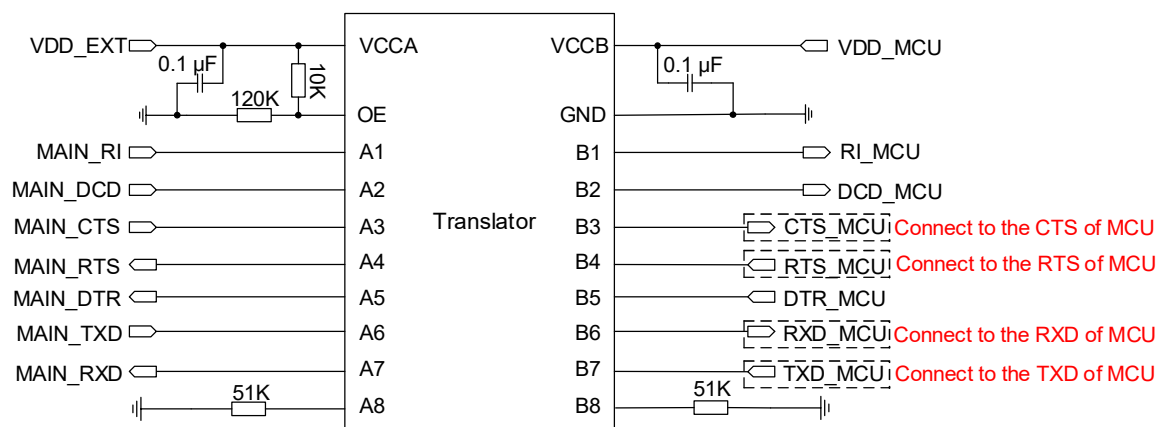 VDD_EXT VCCA VCCB VDD_MCU
0.1 µF 10K 0.1 µF
120K OE GND
MAIN_RI A1 B1 RI_MCU
MAIN_DCD A2 B2 DCD_MCU
MAIN_CTS A3 Translator B3 CTS_MCU Connect to the CTS of MCU
MAIN_RTS A4 B4 RTS_MCU Connect to the RTS of MCU
MAIN_DTR A5 B5 DTR_MCU
MAIN_TXD A6 B6 RXD_MCU Connect to the RXD of MCU
MAIN_RXD A7 B7 TXD_MCU Connect to the TXD of MCU
51K A8 B8 51K